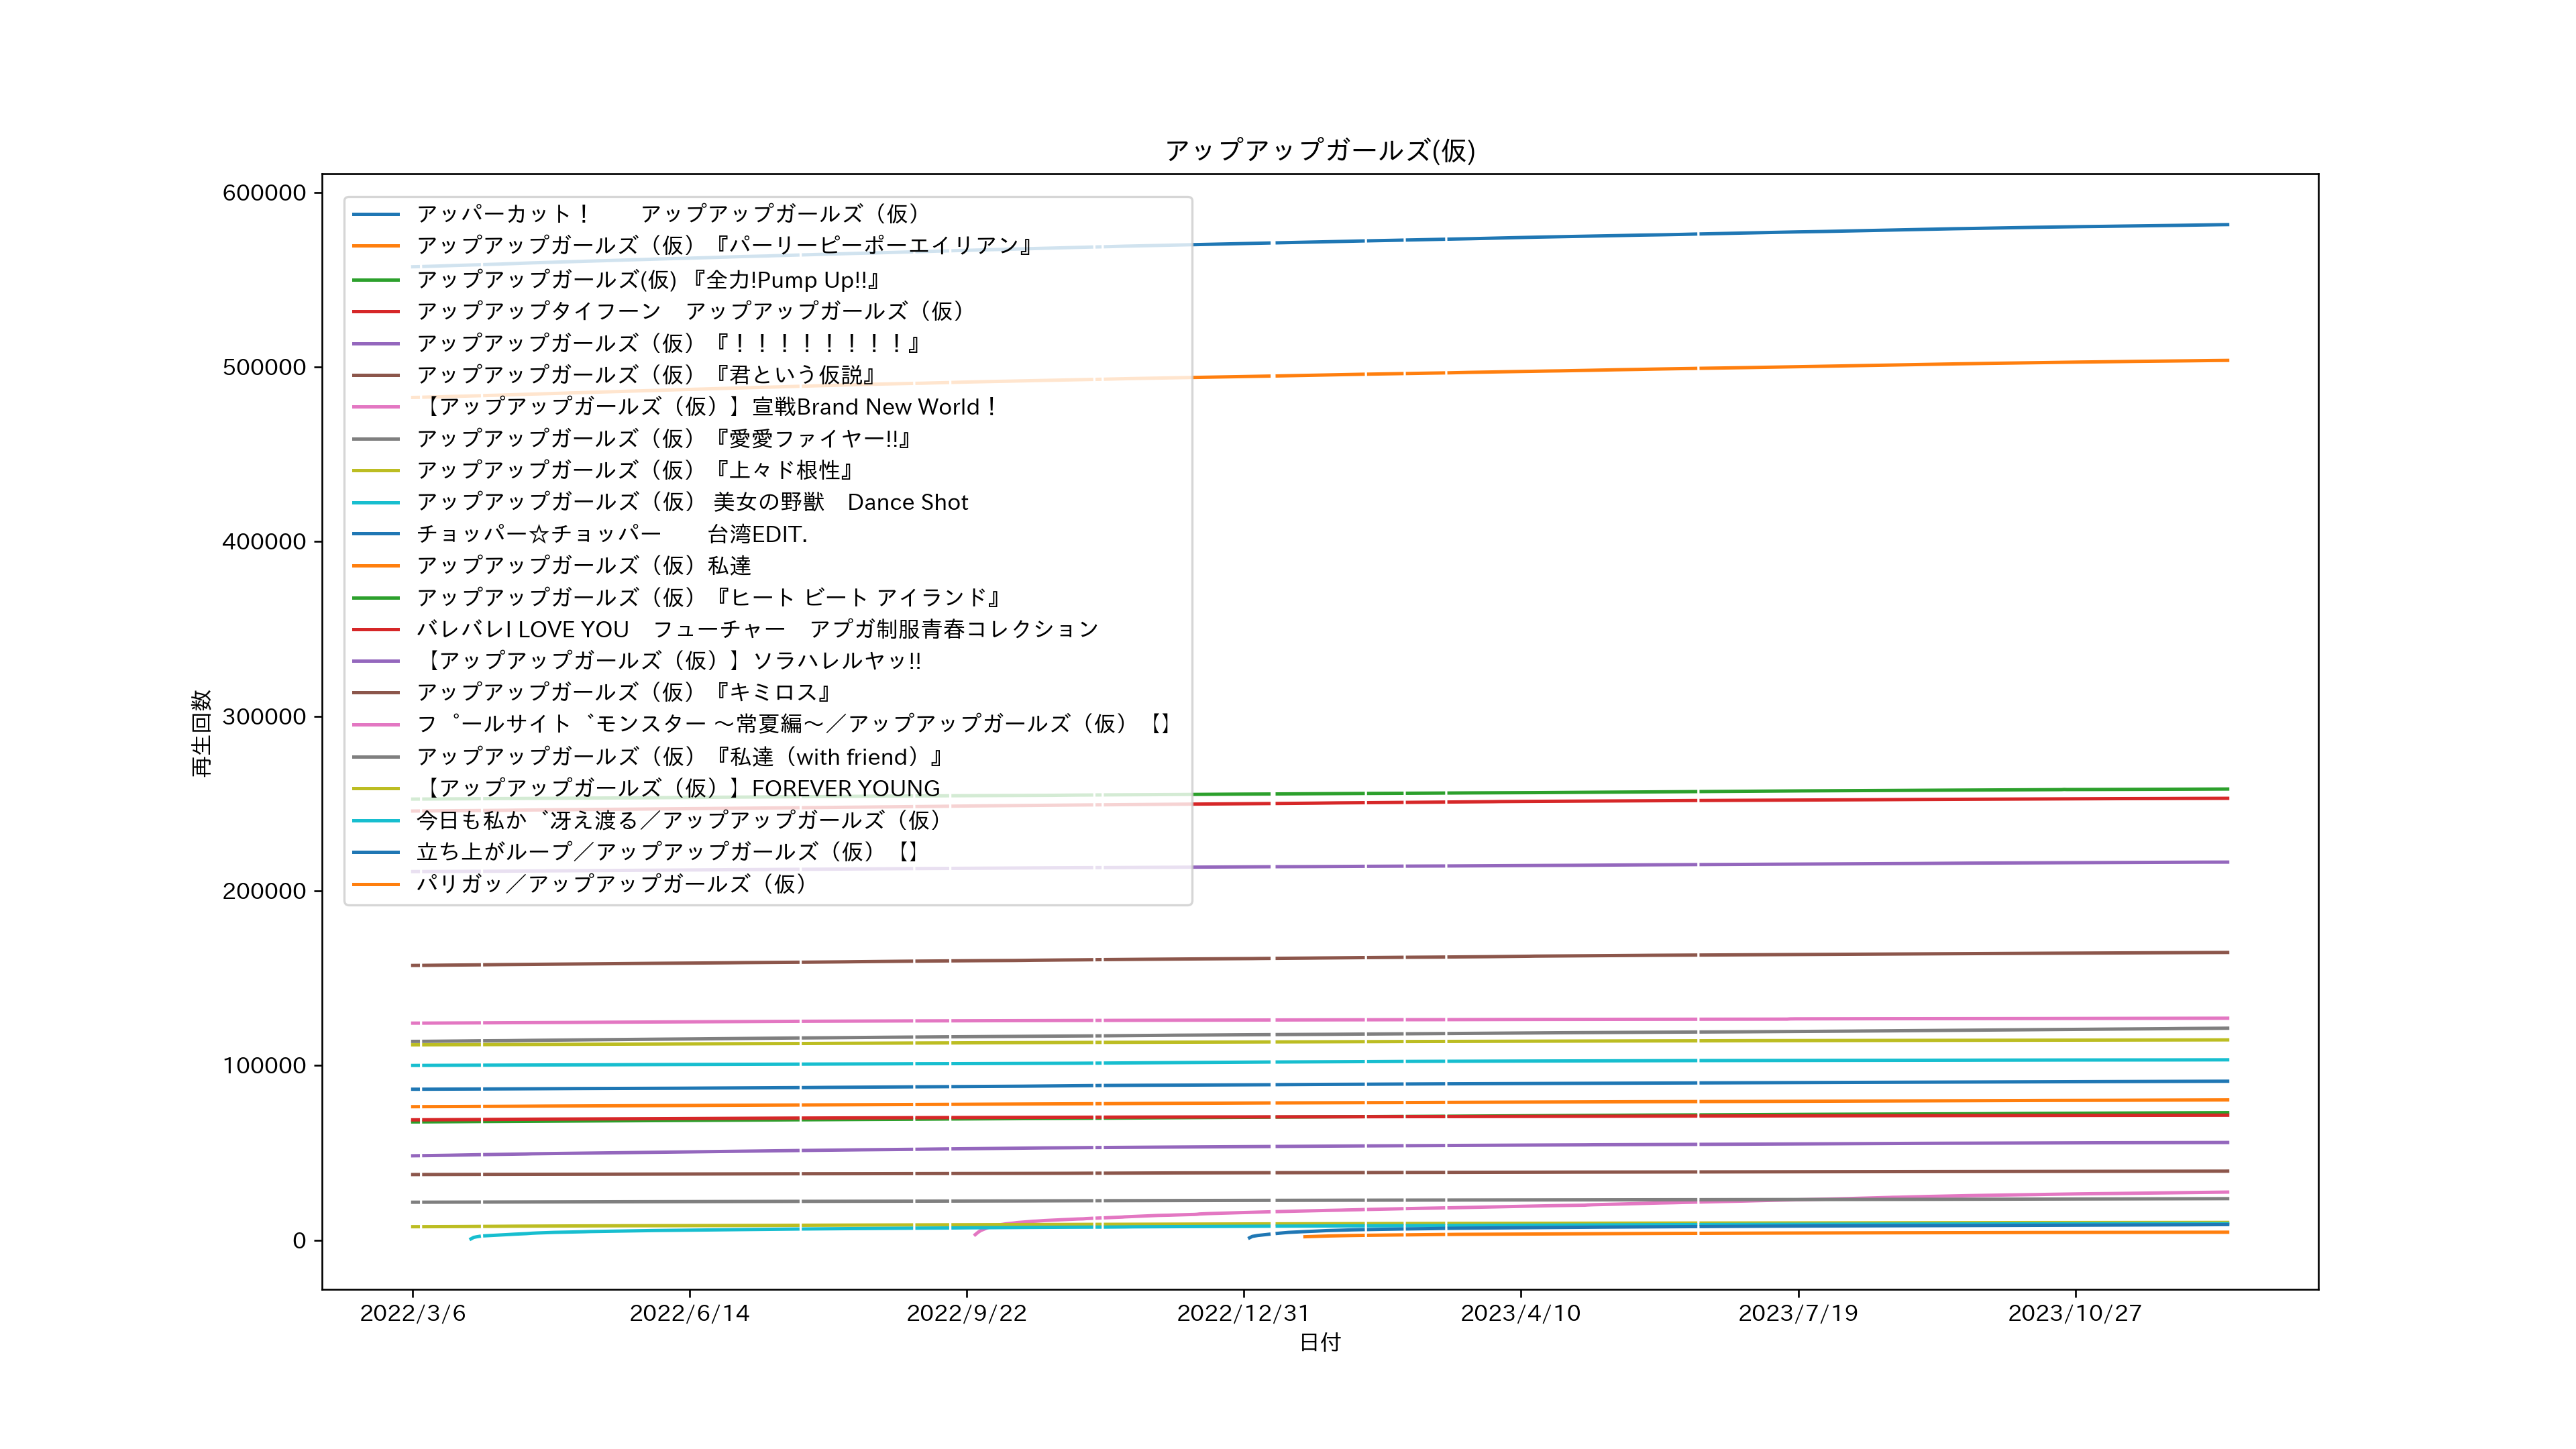 アップアップガールズ(仮)
600000
500000
400000
300000
200000
100000
0
再生回数
アッパーカット！　　アップアップガールズ（仮）
アップアップガールズ（仮）『パーリーピーポーエイリアン』
アップアップガールズ(仮) 『全力!Pump Up!!』
アップアップタイフーン　アップアップガールズ（仮）
アップアップガールズ（仮）『！！！！！！！！』
アップアップガールズ（仮）『君という仮説』
【アップアップガールズ（仮）】宣戦Brand New World！
アップアップガールズ（仮）『愛愛ファイヤー!!』
アップアップガールズ（仮）『上々ド根性』
アップアップガールズ（仮） 美女の野獣　Dance Shot
チョッパー☆チョッパー　　台湾EDIT.
アップアップガールズ（仮）私達
アップアップガールズ（仮）『ヒート ビート アイランド』
バレバレI LOVE YOU　フューチャー　アプガ制服青春コレクション
【アップアップガールズ（仮）】ソラハレルヤッ!!
アップアップガールズ（仮）『キミロス』
フ゜ールサイト゛モンスター 〜常夏編〜／アップアップガールズ（仮）【】
アップアップガールズ（仮）『私達（with friend）』
【アップアップガールズ（仮）】FOREVER YOUNG
今日も私か゛冴え渡る／アップアップガールズ（仮）
立ち上がループ／アップアップガールズ（仮）【】
パリガッ／アップアップガールズ（仮）
2022/3/6
2022/6/14
2022/9/22
2022/12/31
2023/4/10
2023/7/19
2023/10/27
日付